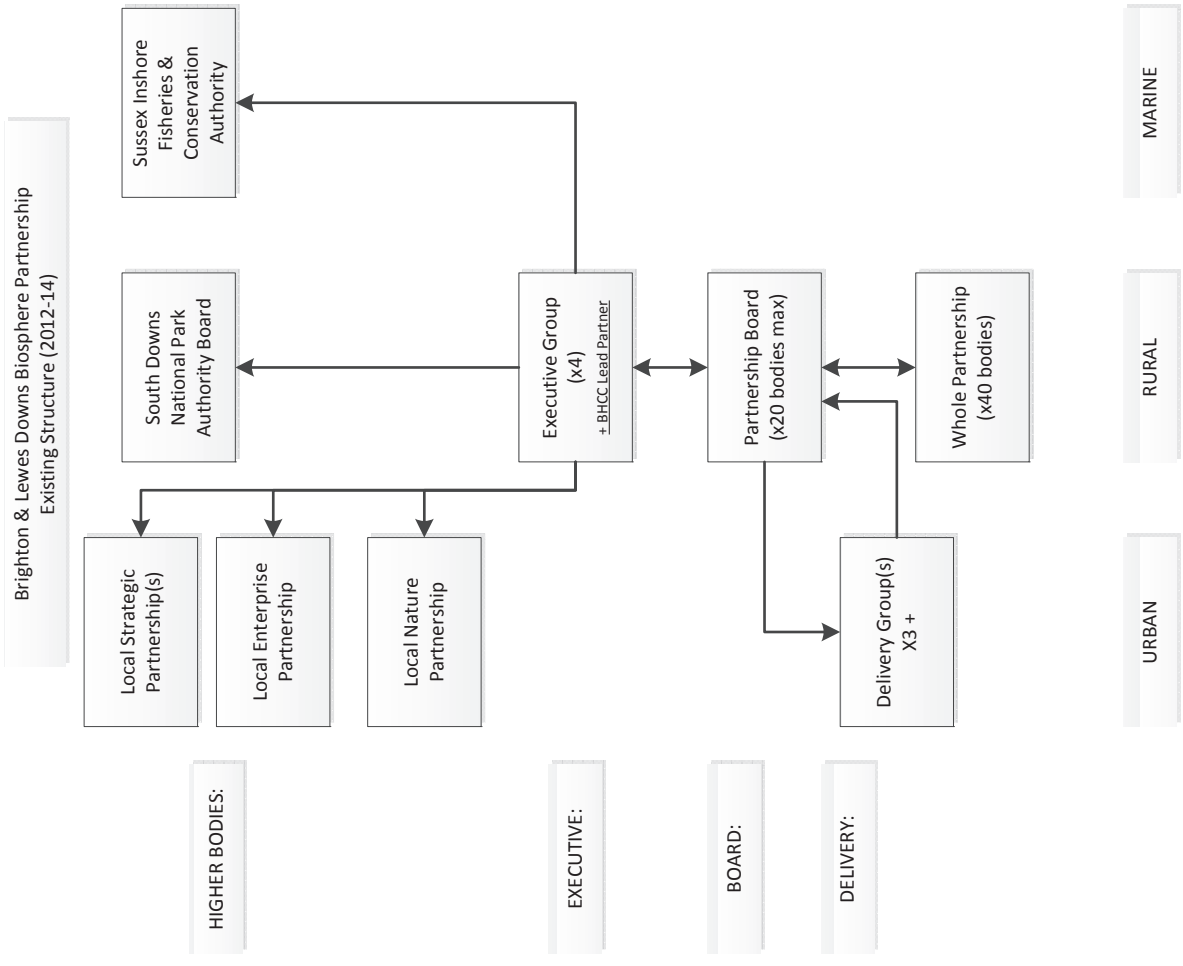 Brighton & Lewes Downs Biosphere Partnership
Existing Structure (2012-14)
HIGHER BODIES:
Local Strategic
Partnership(s)
Local Enterprise
Partnership
Local Nature
Partnership
South Downs
National Park
Authority Board
Sussex Inshore
Fisheries &
Conservation
Authority
EXECUTIVE:
Executive Group
(x4)
+ BHCC Lead Partner
BOARD:
Partnership Board
(x20 bodies max)
DELIVERY:
Delivery Group(s)
X3 +
Whole Partnership
(x40 bodies)
URBAN
RURAL
MARINE